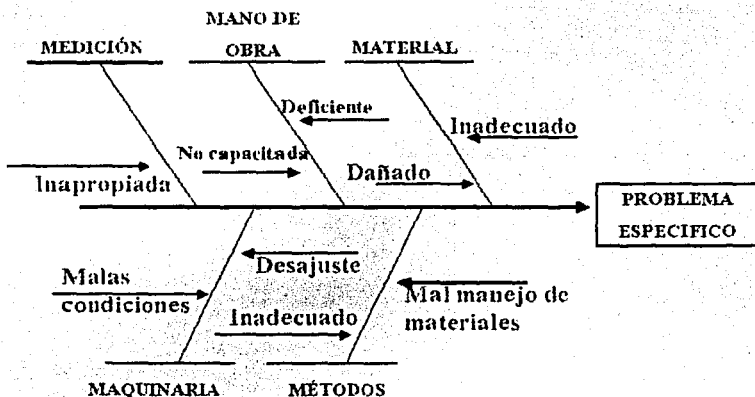 MANO DE
OBRA
MEDICIÓN
MATERIAL
Deficiente
Inadecuado
No capacitada
Dañado
Inapropiada
PROBLEMA
ESPECIFICO
Desajuste
Malas
condiciones
Mal manejo de
materiales
Inadecuado
MAQUINARIA
MÉTODOS